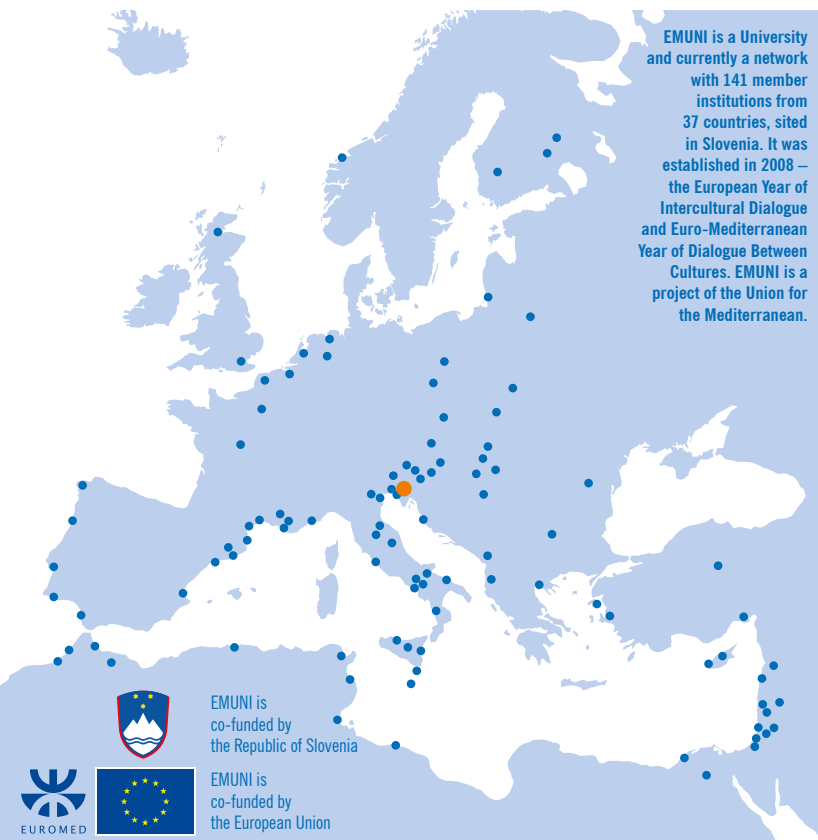 EMUNI is a University
and currently a network
with 141 member
institutions from
37 countries, sited
in Slovenia. It was
established in 2008 –
the European Year of
Intercultural Dialogue
and Euro-Mediterranean
Year of Dialogue Between
Cultures. EMUNI is a
project of the Union for
the Mediterranean.
EMUNI is
co-funded by
the Republic of Slovenia
EMUNI is
co-funded by
the European Union
EUROMED